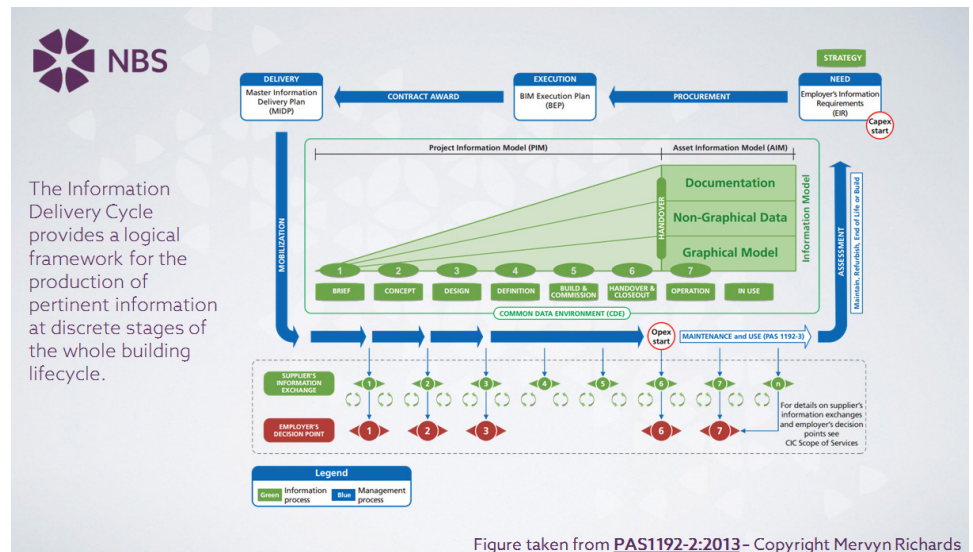 NBS
The Information
Delivery Cycle
provides a logical
framework for the
production of
pertinent information
at discrete stages of
the whole building
lifecycle.
STRATEGY
DELIVERY
Master Information
Delivery Plan
(MIDP)
CONTRACT AWARD
EXECUTION
BIM Execution Plan
(BEP)
PROCUREMENT
NEED
Employer's Information
Requirements
(EIR)
Capex
start
Project Information Model (PIM)
Asset Information Model (AIM)
MOBILIZATION
HANDOVER
Documentation
Non-Graphical Data
Graphical Model
Information Model
ASSESSMENT
Maintain, Refurbish, End of Life or Build
1
2
3
4
5
6
7
BRIEF
CONCEPT
DESIGN
DEFINITION
BUILD &
COMMISSION
HANDOVER &
CLOSEOUT
OPERATION
IN USE
COMMON DATA ENVIRONMENT (CDE)
Opex
start
MAINTENANCE and USE (PAS 1192-3)
SUPPLIER'S
INFORMATION
EXCHANGE
1
2
3
4
5
6
7
n
EMPLOYER'S
DECISION POINT
1
2
3
6
7
For details on supplier's
information exchanges
and employer's decision
points see
CIC Scope of Services
Legend
Green
Information
process
Blue
Management
process
Figure taken from PAS1192-2:2013 – Copyright Mervyn Richards